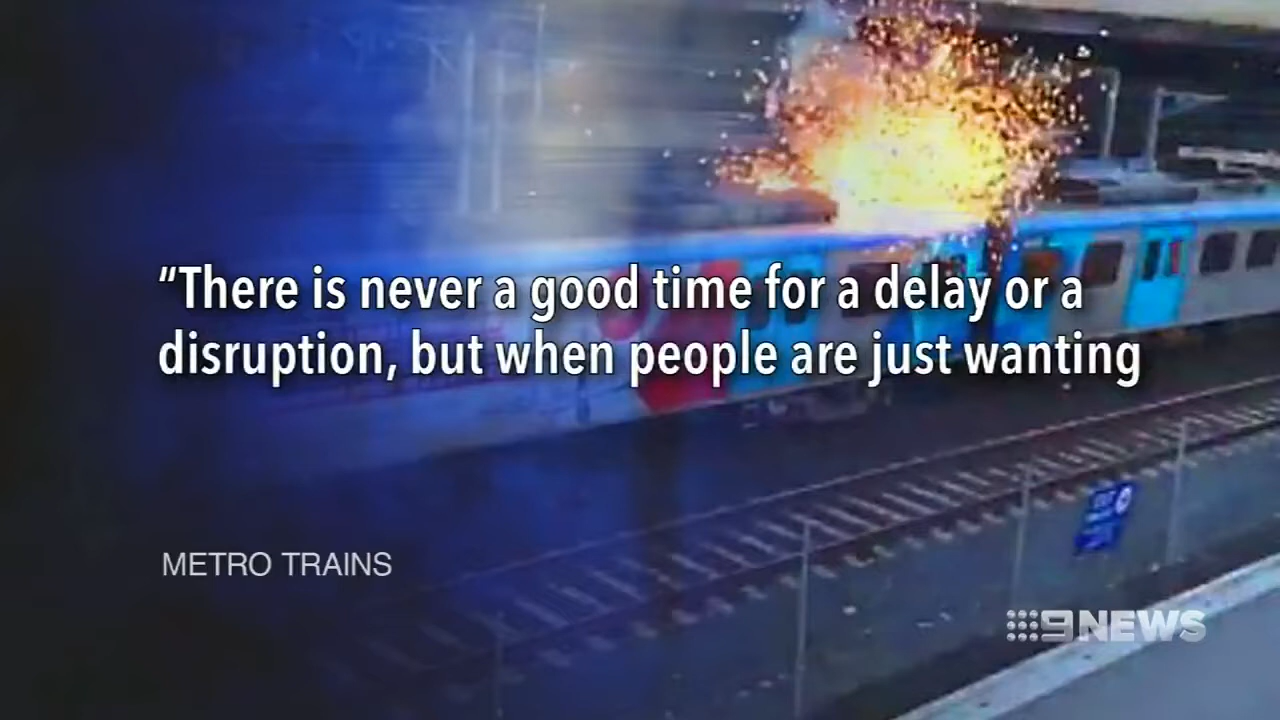 “There is never a good time for a delay or a
disruption, but when people are just wanting
METRO TRAINS
9NEWS